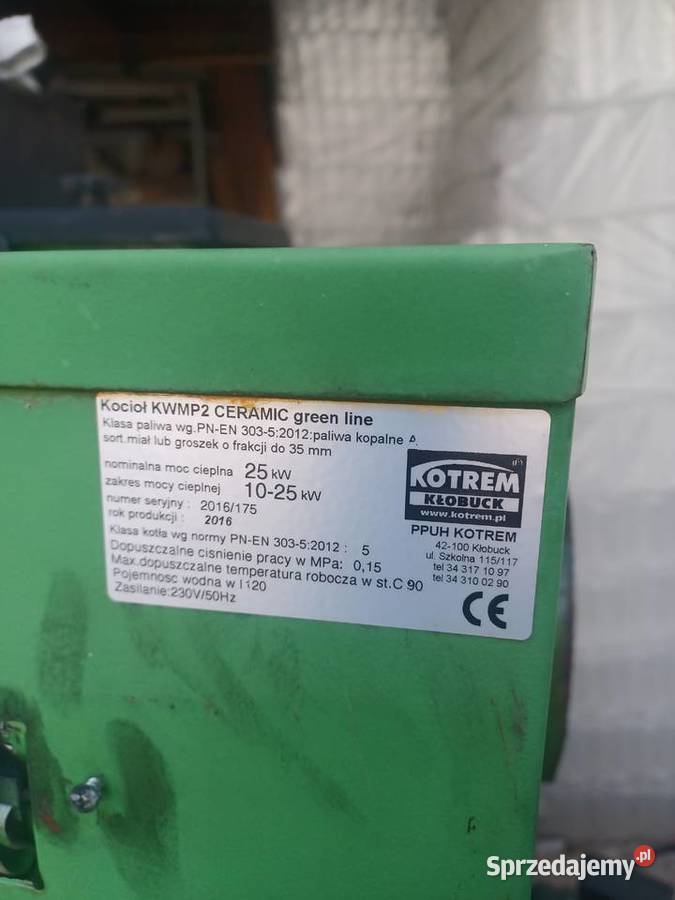 Kocioł KWMP2 CERAMIC green line
Klasa paliwa wg.PN-EN 303-5:2012:paliwa kopalne A,
sort.miał lub groszek o frakcji do 35 mm
nominalna moc cieplna 25 kW
zakres mocy cieplnej 10-25 kW
numer seryjny : 2016/175
rok produkcji : 2016
Klasa kotła wg normy PN-EN 303-5:2012 : 5
Dopuszczalne cisnienie pracy w MPa: 0,15
Max.dopuszczalne temperatura robocza w st.C 90
Pojemnosc wodna w l 120
Zasilanie:230V/50Hz
KOTREM
KŁOBUCK
www.kotrem.pl
PPUH KOTREM
42-100 Kłobuck
ul. Szkolna 115/117
tel 34 317 10 97
tel 34 310 02 90
CE
Sprzedajemy.pl